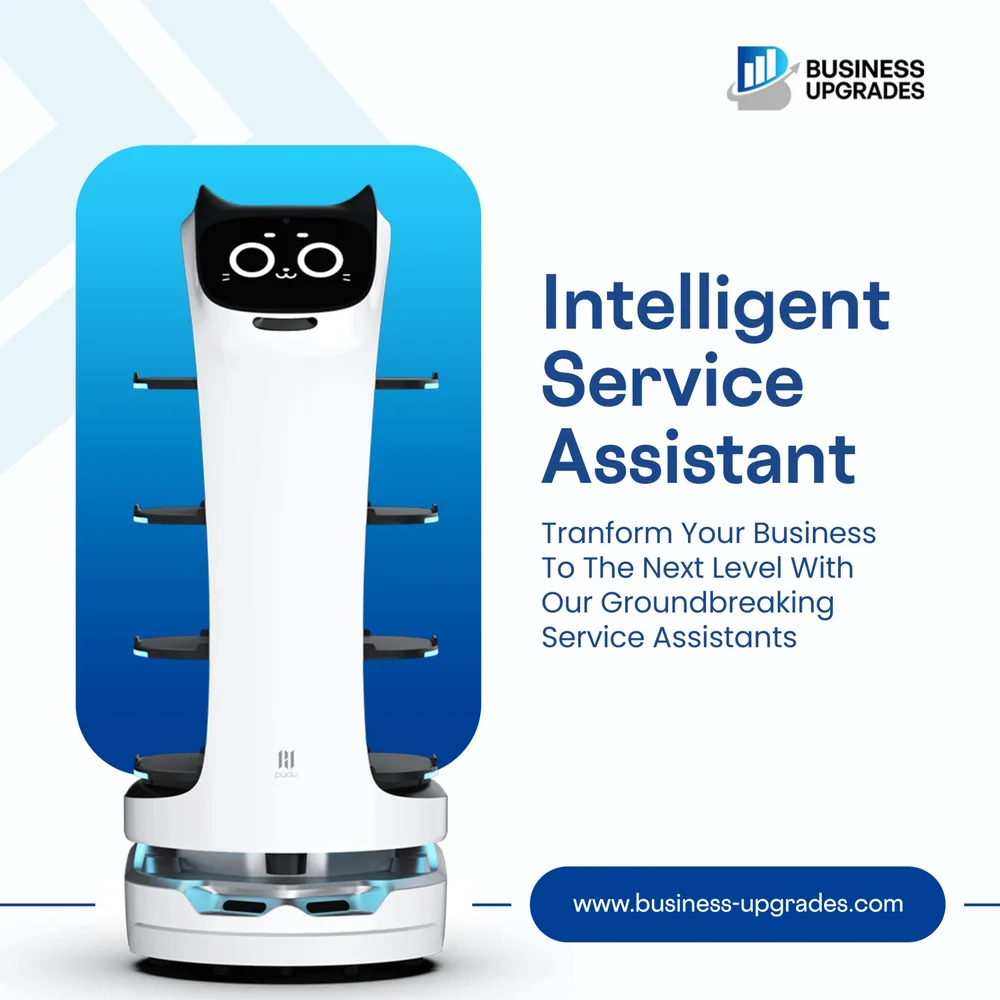 BUSINESS
UPGRADES
Intelligent
Service
Assistant
Tranform Your Business
To The Next Level With
Our Groundbreaking
Service Assistants
pudu
www.business-upgrades.com